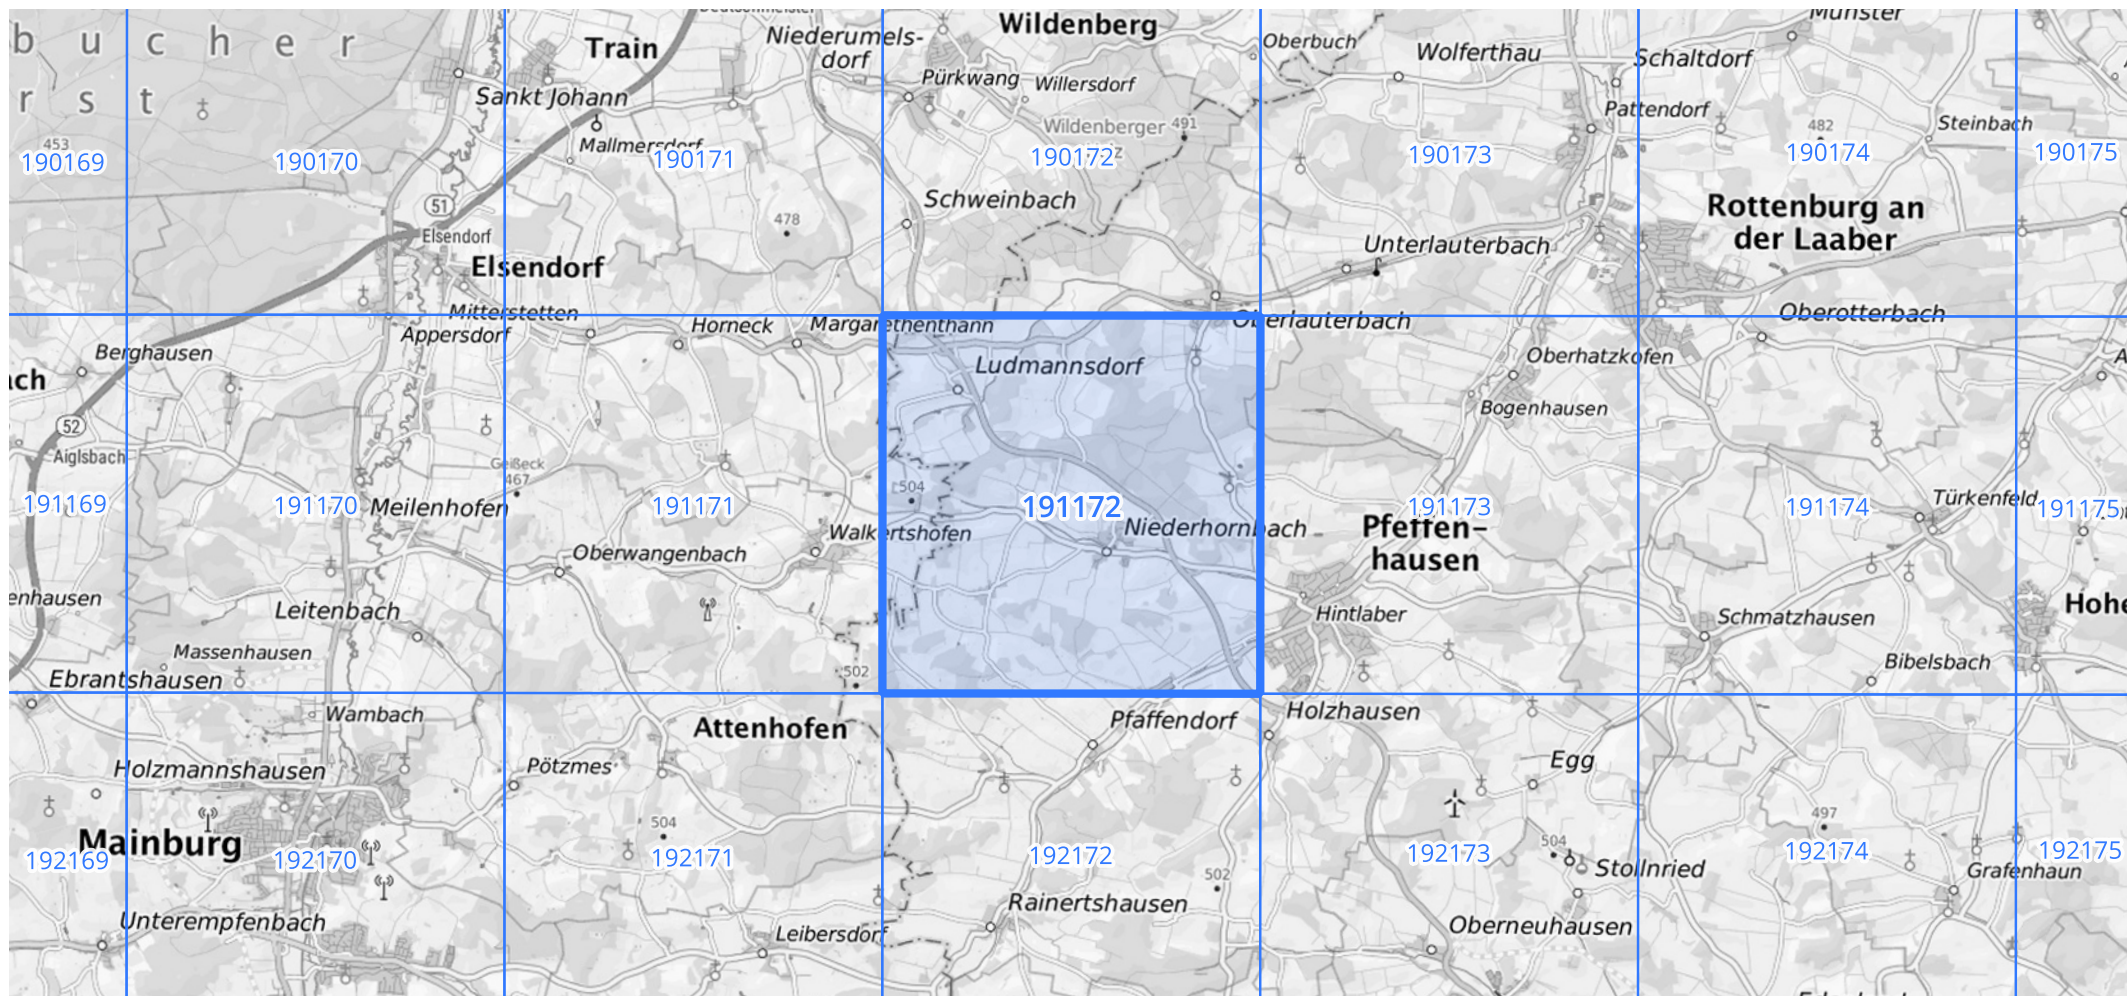 b u c h e r
r s t
Train
Niederumels-
dorf
Wildenberg
Oberbuch
Wolferthau
Münster
Schaltdorf
Pürkwang
Willersdorf
Sankt Johann
Pattendorf
Mallmersdorf
Wildenberger
491
482
Steinbach
453
190169
190170
190171
190172
190173
190174
190175
Schweinbach
51
478
Rottenburg an
der Laaber
Elsendorf
Elsendorf
Unterlauterbach
Mitterstetten
Appersdorf
Horneck
Margarethenthann
Oberlauterbach
Oberotterbach
Berghausen
ach
Ludmannsdorf
Oberhatzkofen
Bogenhausen
52
Aiglsbach
Geißeck
467
504
191169
191170
191171
191172
191173
191174
191175
Meilenhofen
Walkertshofen
Niederhornbach
Türkenfeld
Pfeffen-
hausen
Oberwangenbach
enhausen
Leitenbach
Hintlaber
Schmatzhausen
Hohe
Massenhausen
Ebrantshausen
502
Bibelsbach
Wambach
Attenhofen
Pfaffendorf
Holzhausen
Holzmannshausen
Pötzmes
Egg
Mainburg
504
497
504
192169
192170
192171
192172
192173
192174
192175
502
Stollnried
Grafenhaun
Unterempfenbach
Rainertshausen
Leibersdorf
Oberneuhausen